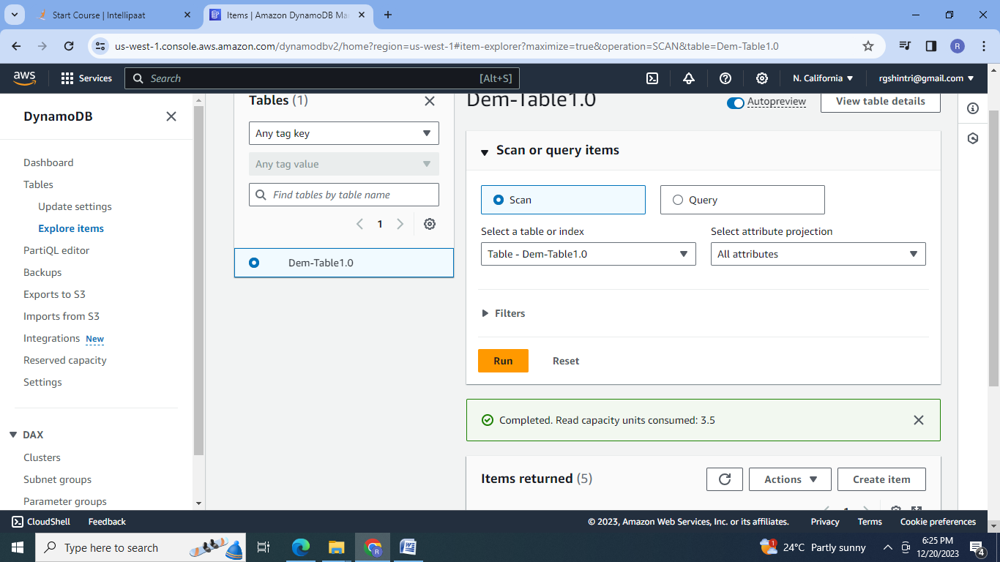 Start Course | Intellipaat
Items | Amazon DynamoDB Ma
us-west-1.console.aws.amazon.com/dynamodbv2/home?region=us-west-1#item-explorer?maximize=true&operation=SCAN&table=Dem-Table1.0
R
aws
Services
Search
[Alt+S]
N. California
rgshintri@gmail.com
DynamoDB
Dashboard
Tables
Update settings
Explore items
PartiQL editor
Backups
Exports to S3
Imports from S3
Integrations New
Reserved capacity
Settings
DAX
Clusters
Subnet groups
Parameter groups
Tables (1)
Any tag key
Any tag value
Find tables by table name
1
Dem-Table1.0
Dem-Table1.0
Autopreview
View table details
Scan or query items
Scan
Query
Select a table or index
Select attribute projection
Table - Dem-Table1.0
All attributes
Filters
Run
Reset
Completed. Read capacity units consumed: 3.5
Items returned (5)
Actions
Create item
CloudShell
Feedback
© 2023, Amazon Web Services, Inc. or its affiliates.
Privacy
Terms
Cookie preferences
Type here to search
24°C Partly sunny
6:25 PM
12/20/2023
4